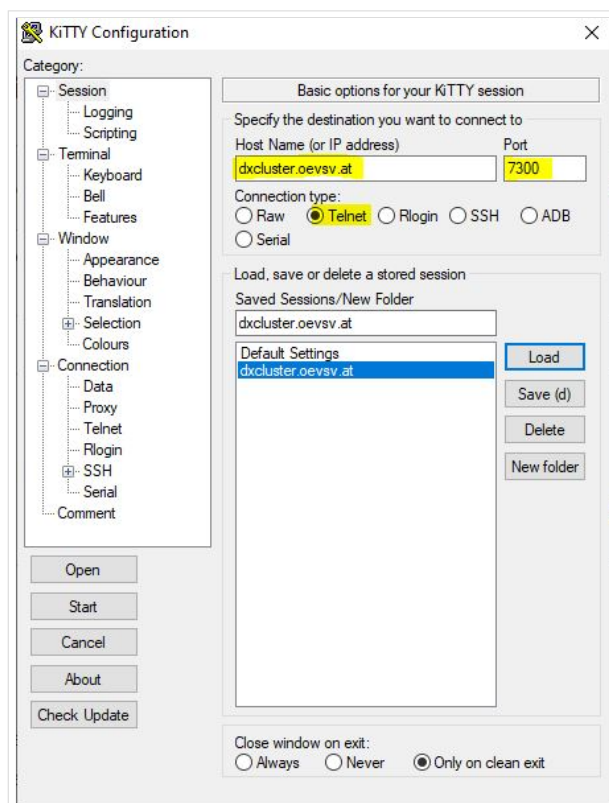 KiTTY Configuration
Category:
Session
Logging
Scripting
Terminal
Keyboard
Bell
Features
Window
Appearance
Behaviour
Translation
Selection
Colours
Connection
Data
Proxy
Telnet
Rlogin
SSH
Serial
Comment
Open
Start
Cancel
About
Check Update
Basic options for your KiTTY session
Specify the destination you want to connect to
Host Name (or IP address) Port
dxcluster.oevsv.at 7300
Connection type:
Raw Telnet Rlogin SSH ADB
Serial
Load, save or delete a stored session
Saved Sessions/New Folder
dxcluster.oevsv.at
Default Settings
dxcluster.oevsv.at
Load
Save (d)
Delete
New folder
Close window on exit:
Always Never Only on clean exit